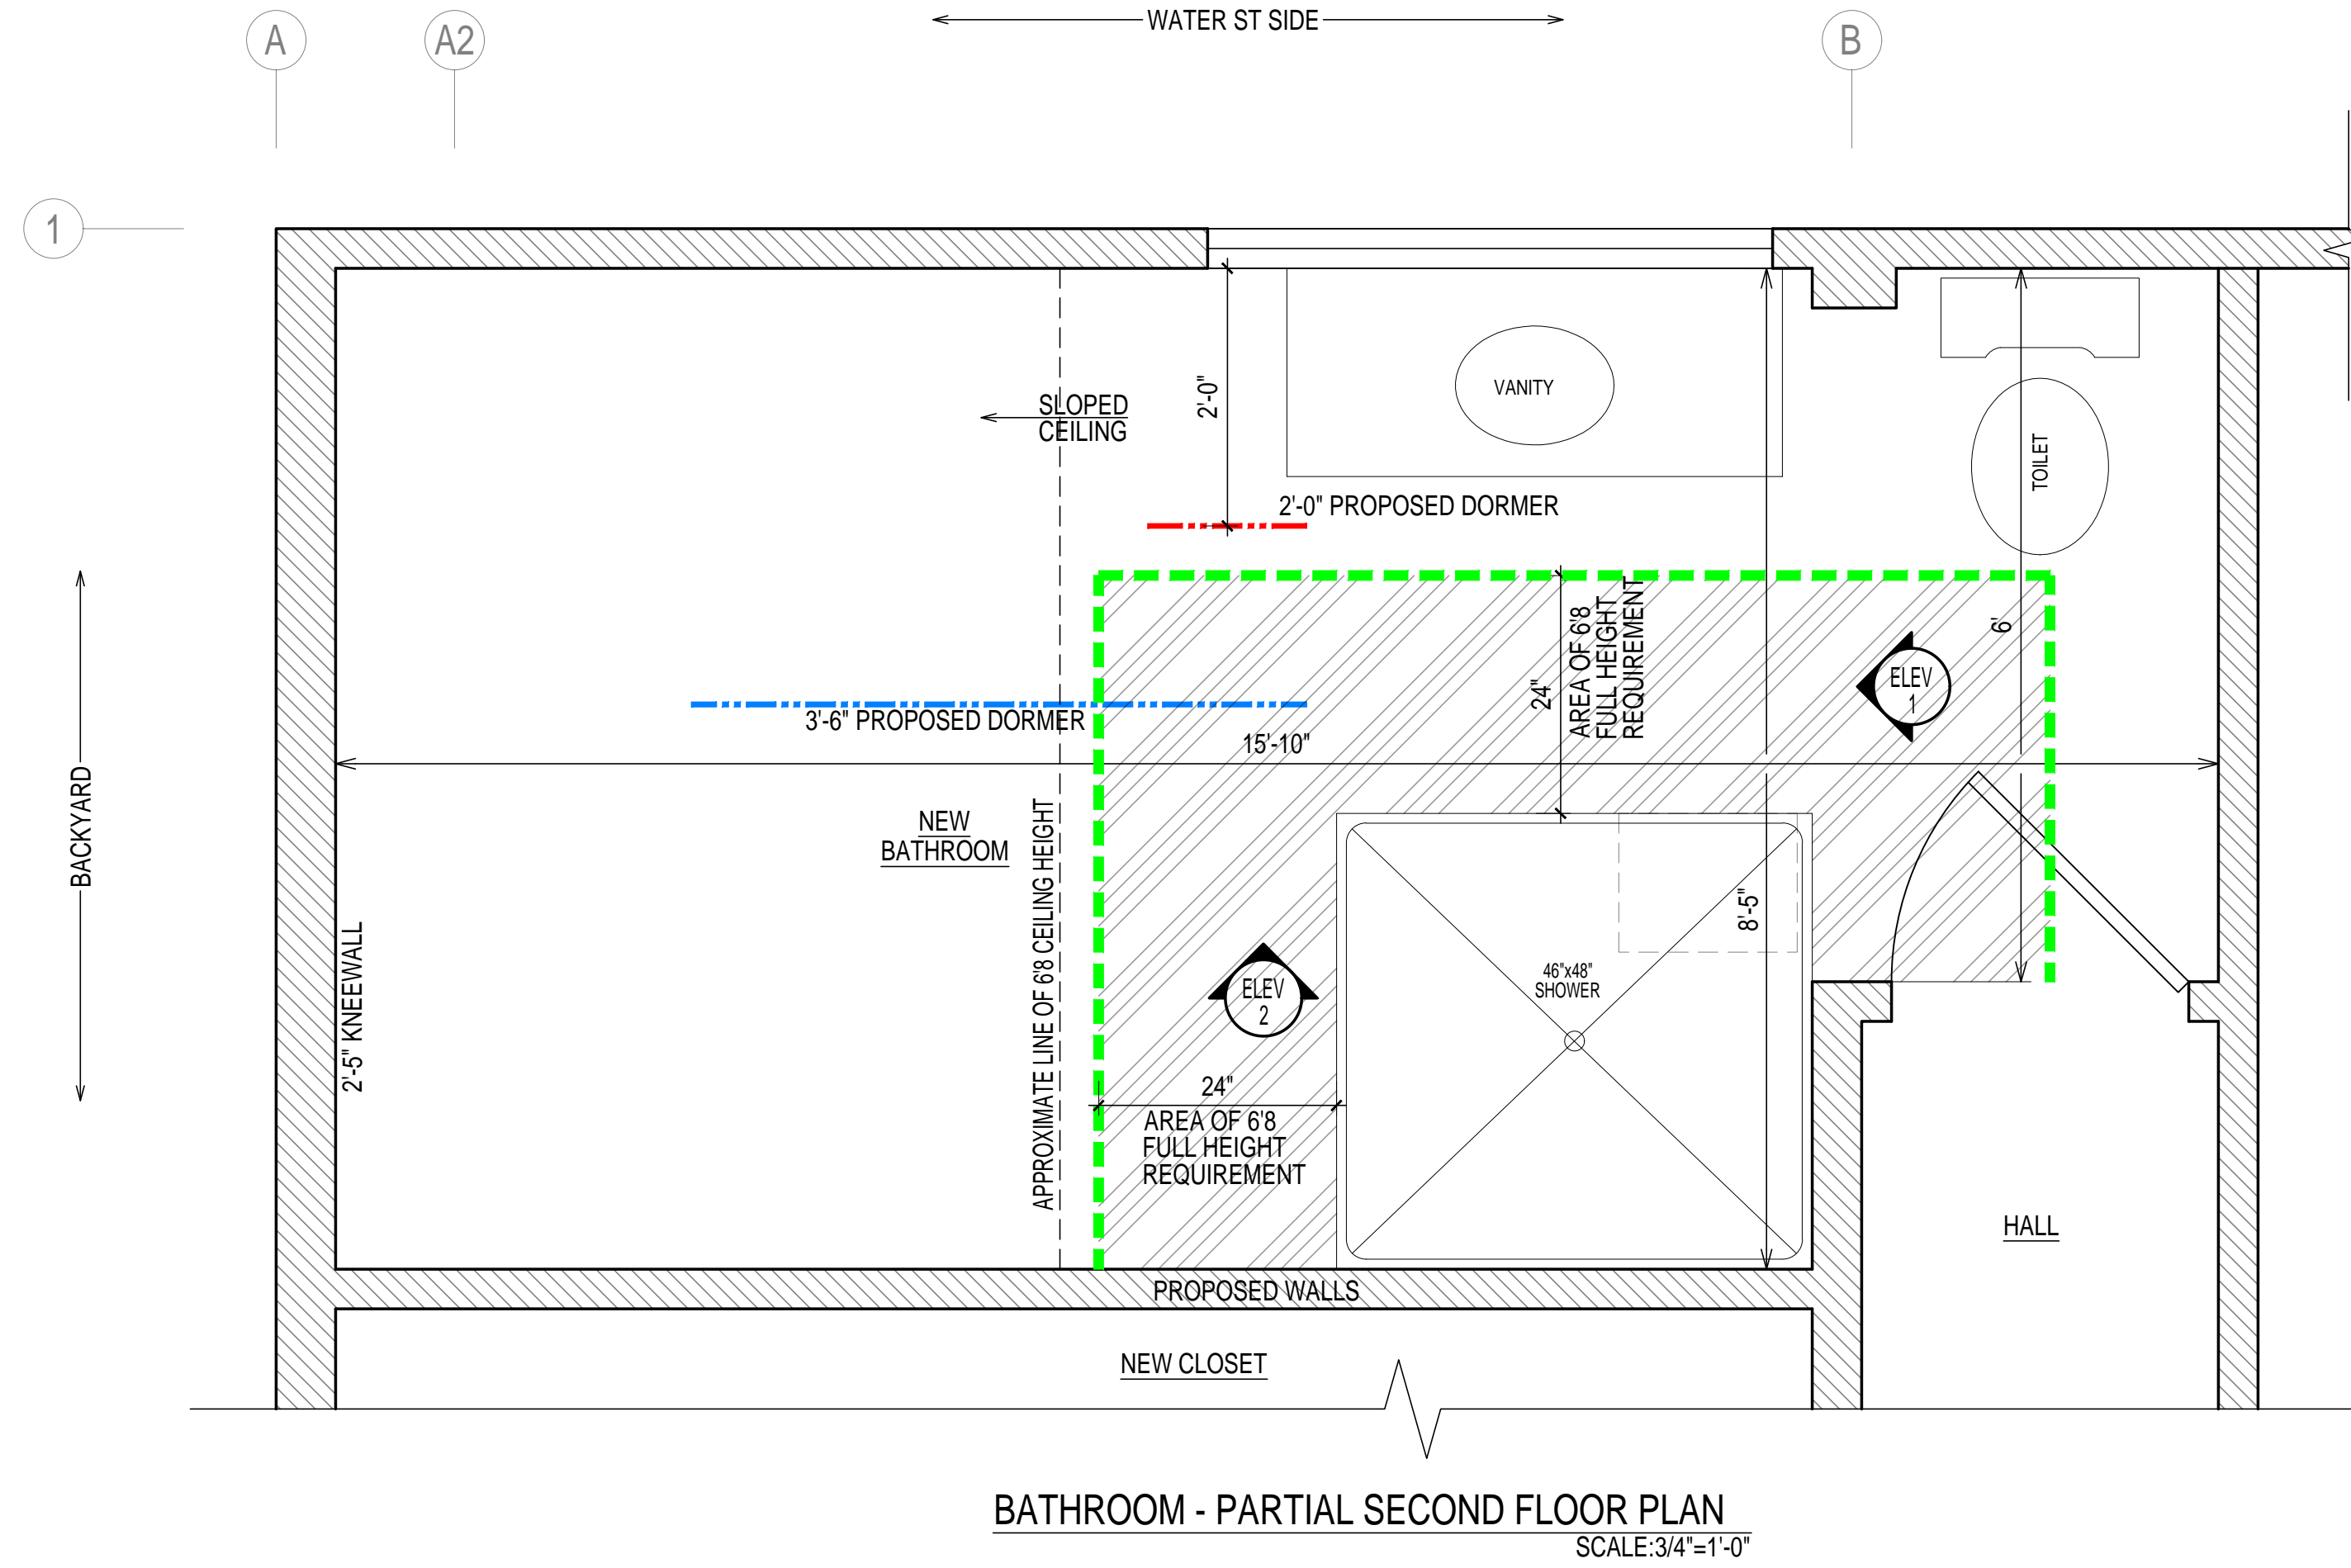 WATER ST SIDE
A
A2
B
1
SLOPED
CEILING
2'-0"
VANITY
TOILET
2'-0" PROPOSED DORMER
AREA OF 6'8
FULL HEIGHT
REQUIREMENT
24"
6'
ELEV
1
3'-6" PROPOSED DORMER
15'-10"
BACKYARD
NEW
BATHROOM
APPROXIMATE LINE OF 6'8 CEILING HEIGHT
2'-5" KNEEWALL
8'-5"
46"x48"
SHOWER
ELEV
2
24"
AREA OF 6'8
FULL HEIGHT
REQUIREMENT
HALL
PROPOSED WALLS
NEW CLOSET
BATHROOM - PARTIAL SECOND FLOOR PLAN
SCALE:3/4"=1'-0"